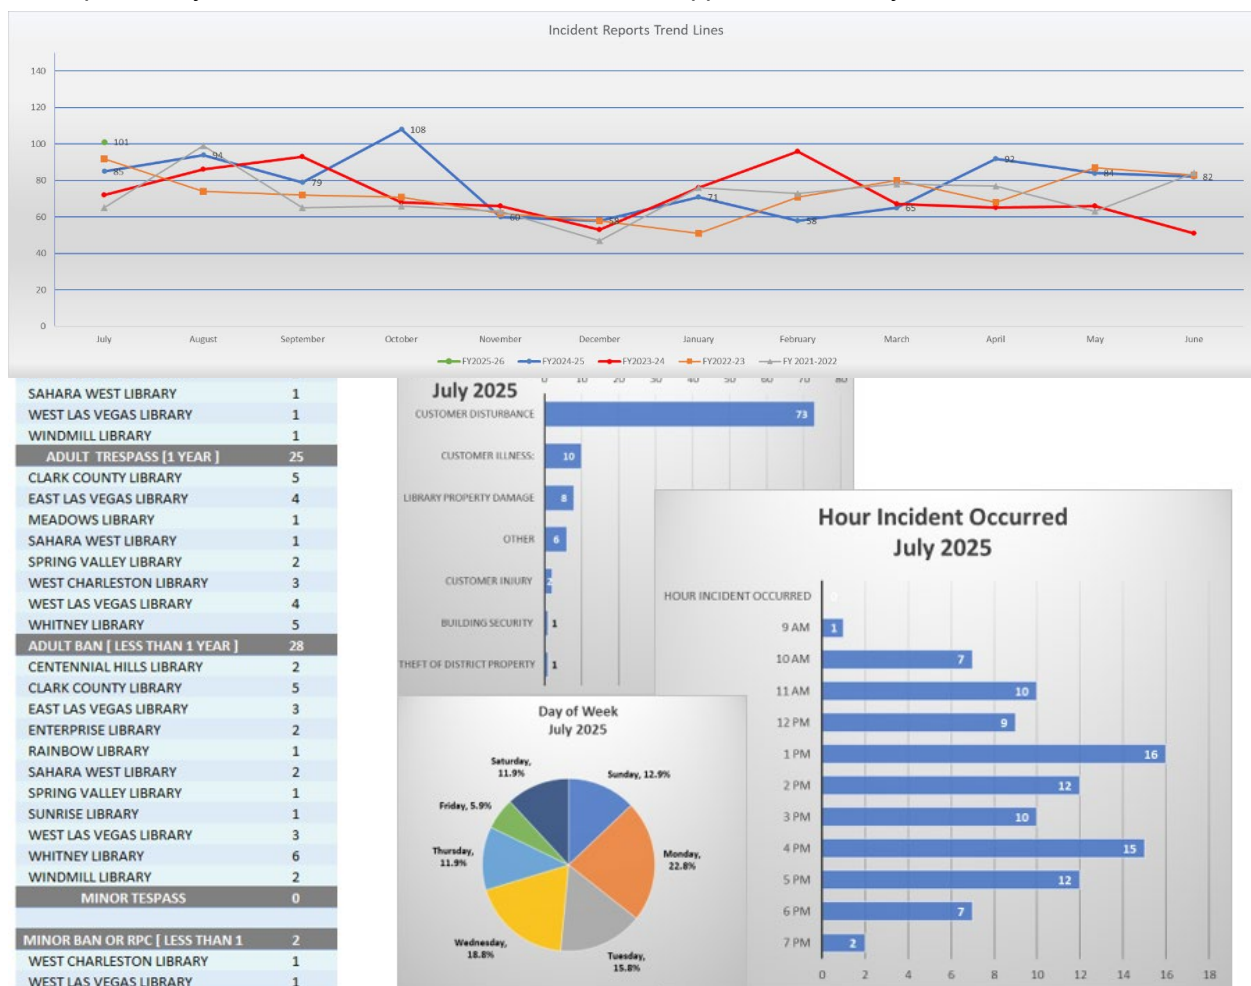 Incident Reports Trend Lines
140
120
100
80
60
40
20
0
101
85
94
79
108
60
58
71
58
65
92
84
82
July August September October November December January February March April May June
FY2025-26 FY2024-25 FY2023-24 FY2022-23 FY 2021-2022
SAHARA WEST LIBRARY 1
WEST LAS VEGAS LIBRARY 1
WINDMILL LIBRARY 1
ADULT TRESPASS [1 YEAR ] 25
CLARK COUNTY LIBRARY 5
EAST LAS VEGAS LIBRARY 4
MEADOWS LIBRARY 1
SAHARA WEST LIBRARY 1
SPRING VALLEY LIBRARY 2
WEST CHARLESTON LIBRARY 3
WEST LAS VEGAS LIBRARY 4
WHITNEY LIBRARY 5
ADULT BAN [ LESS THAN 1 YEAR ] 28
CENTENNIAL HILLS LIBRARY 2
CLARK COUNTY LIBRARY 5
EAST LAS VEGAS LIBRARY 3
ENTERPRISE LIBRARY 2
RAINBOW LIBRARY 1
SAHARA WEST LIBRARY 2
SPRING VALLEY LIBRARY 1
SUNRISE LIBRARY 1
WEST LAS VEGAS LIBRARY 3
WHITNEY LIBRARY 6
WINDMILL LIBRARY 2
MINOR TESPASS 0
MINOR BAN OR RPC [ LESS THAN 1 2
WEST CHARLESTON LIBRARY 1
WEST LAS VEGAS LIBRARY 1
July 2025
0 10 20 30 40 50 60 70 80
CUSTOMER DISTURBANCE 73
CUSTOMER ILLNESS: 10
LIBRARY PROPERTY DAMAGE 8
OTHER 6
CUSTOMER INJURY 2
BUILDING SECURITY 1
THEFT OF DISTRICT PROPERTY 1
Day of Week
July 2025
Sunday, 12.9%
Monday,
22.8%
Tuesday,
15.8%
Wednesday,
18.8%
Thursday,
11.9%
Friday, 5.9%
Saturday,
11.9%
Hour Incident Occurred
July 2025
HOUR INCIDENT OCCURRED 0
9 AM 1
10 AM 7
11 AM 10
12 PM 9
1 PM 16
2 PM 12
3 PM 10
4 PM 15
5 PM 12
6 PM 7
7 PM 2
0 2 4 6 8 10 12 14 16 18